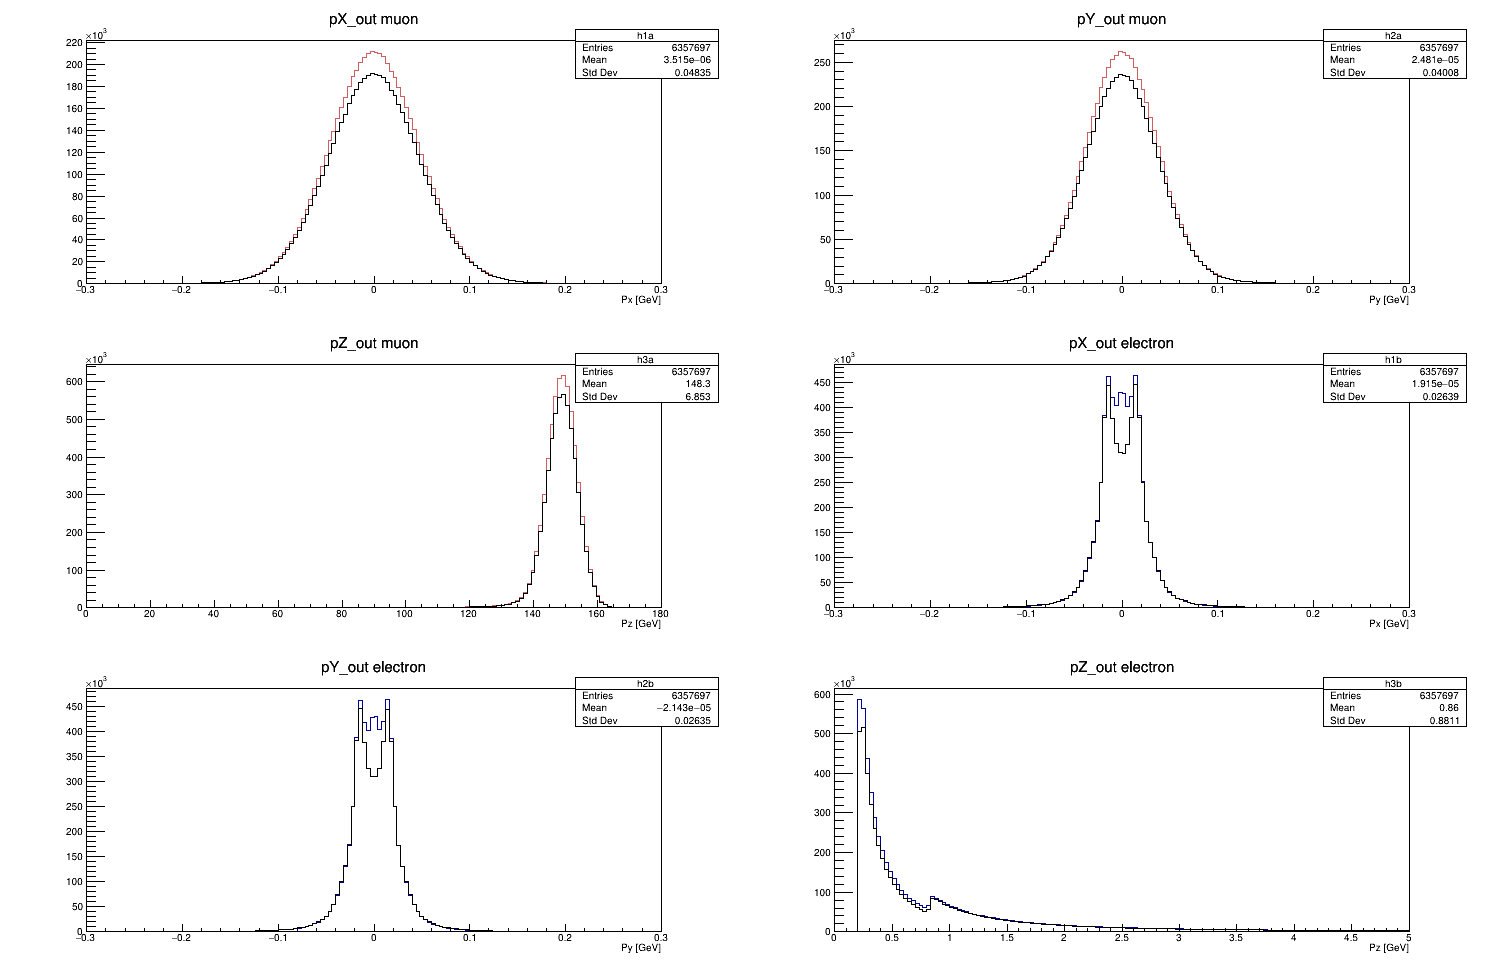 pX_out muon
×10³
h1a
Entries 6357697
Mean 3.515e−06
Std Dev 0.04835
220
200
180
160
140
120
100
80
60
40
20
0
−0.3 −0.2 −0.1 0 0.1 0.2 0.3
Px [GeV]
pY_out muon
×10³
h2a
Entries 6357697
Mean 2.481e−05
Std Dev 0.04008
250
200
150
100
50
0
−0.3 −0.2 −0.1 0 0.1 0.2 0.3
Py [GeV]
pZ_out muon
×10³
h3a
Entries 6357697
Mean 148.3
Std Dev 6.853
600
500
400
300
200
100
0
0 20 40 60 80 100 120 140 160 180
Pz [GeV]
pX_out electron
×10³
h1b
Entries 6357697
Mean 1.915e−05
Std Dev 0.02639
450
400
350
300
250
200
150
100
50
0
−0.3 −0.2 −0.1 0 0.1 0.2 0.3
Px [GeV]
pY_out electron
×10³
h2b
Entries 6357697
Mean −2.143e−05
Std Dev 0.02635
450
400
350
300
250
200
150
100
50
0
−0.3 −0.2 −0.1 0 0.1 0.2 0.3
Py [GeV]
pZ_out electron
×10³
h3b
Entries 6357697
Mean 0.86
Std Dev 0.8811
600
500
400
300
200
100
0
0 0.5 1 1.5 2 2.5 3 3.5 4 4.5 5
Pz [GeV]